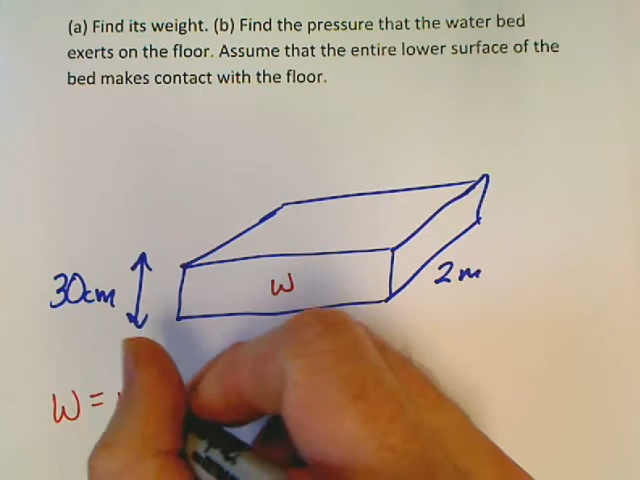 (a) Find its weight. (b) Find the pressure that the water bed
exerts on the floor. Assume that the entire lower surface of the
bed makes contact with the floor.
30cm
W
2m
W =